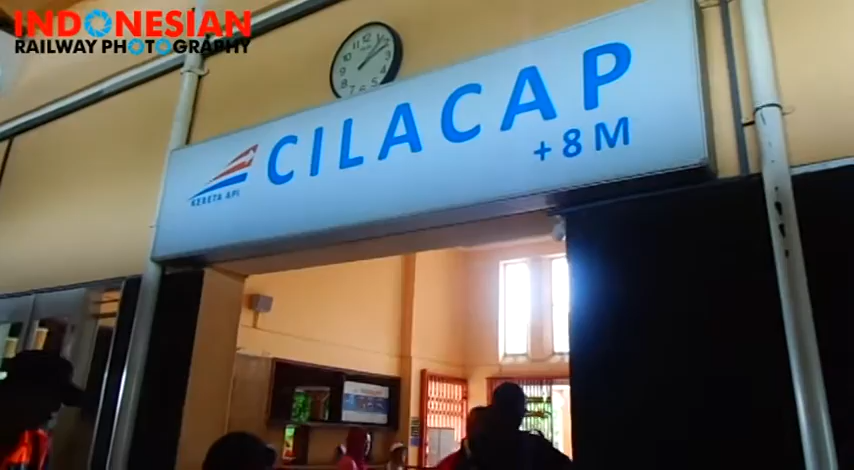 INDONESIAN
RAILWAY PHOTOGRAPHY
CILACAP
+8 M
KERETA API